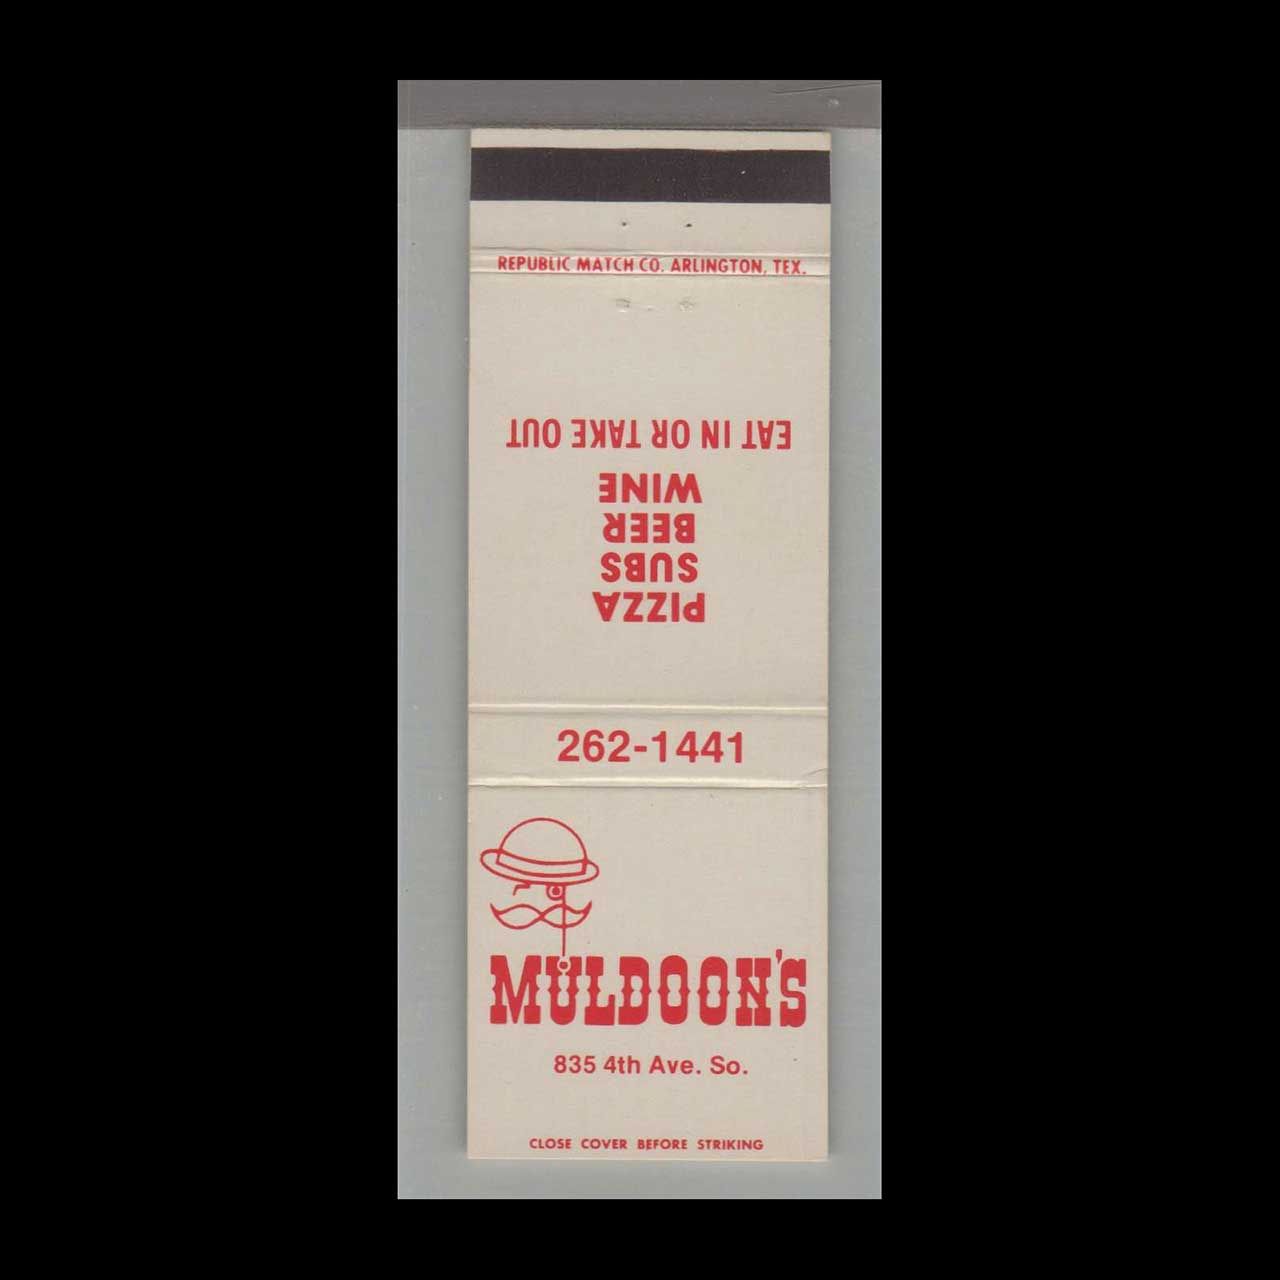 REPUBLIC MATCH CO. ARLINGTON, TEX.
PIZZA
SUBS
BEER
WINE
EAT IN OR TAKE OUT
262-1441
MULDOON'S
835 4th Ave. So.
CLOSE COVER BEFORE STRIKING